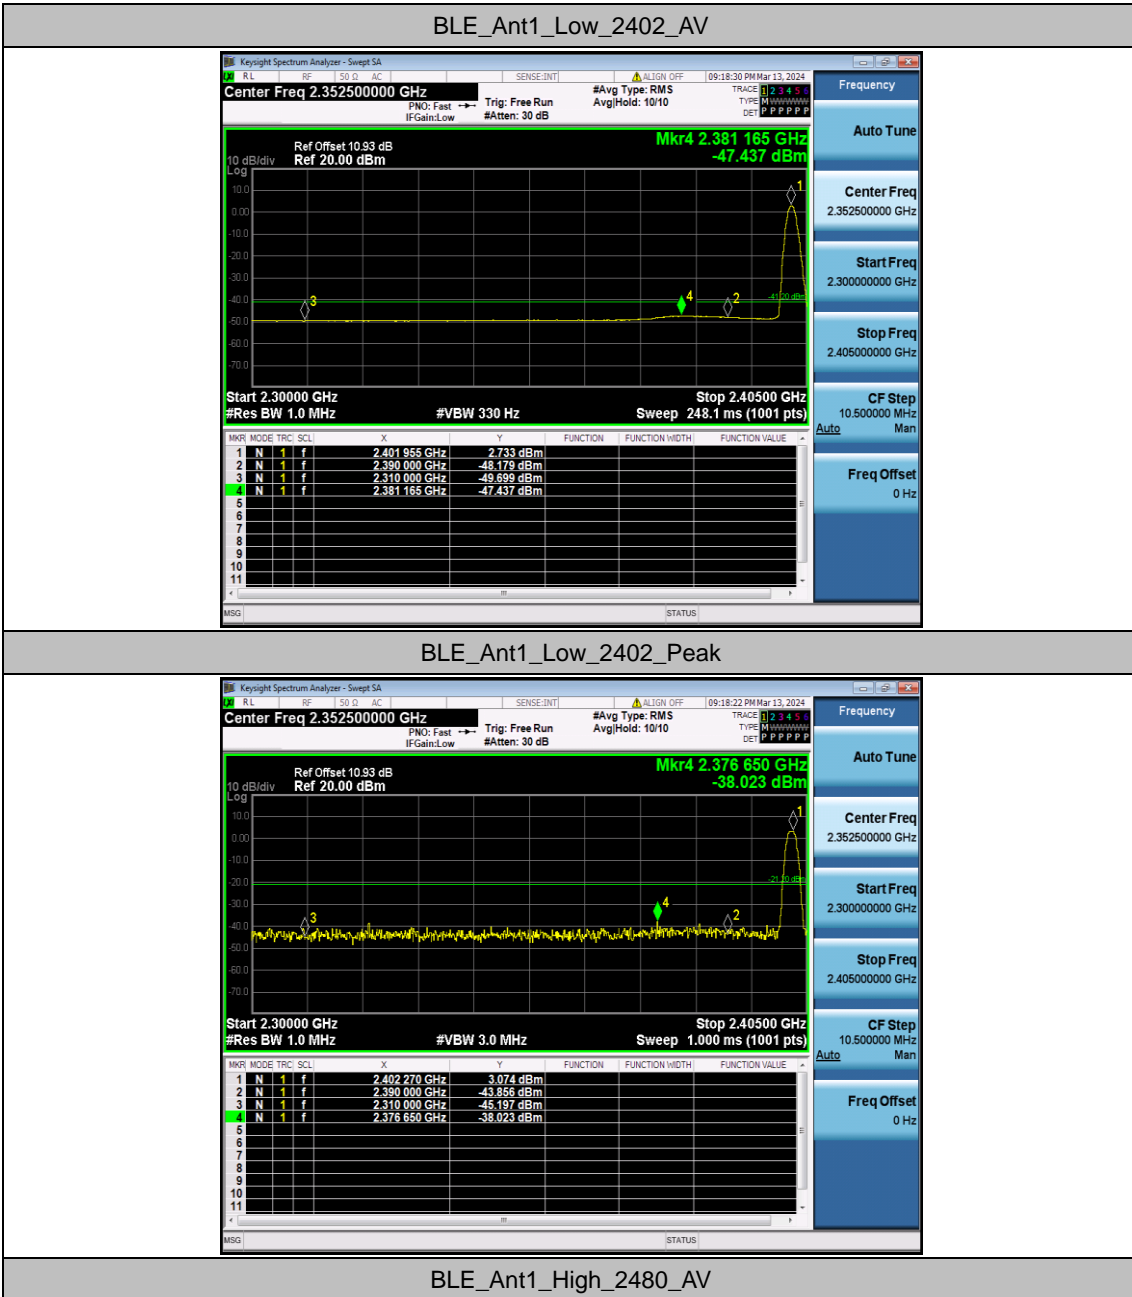 BLE_Ant1_Low_2402_AV
Keysight Spectrum Analyzer - Swept SA
RL RF 50 Ω AC SENSE:INT ALIGN OFF 09:18:30 PM Mar 13, 2024
Center Freq 2.352500000 GHz
PNO: Fast
IFGain:Low
Trig: Free Run
#Atten: 30 dB
#Avg Type: RMS
Avg|Hold: 10/10
TRACE 1 2 3 4 5 6
TYPE M WWWWW
DET P P P P P P
Frequency
Auto Tune
Center Freq
2.352500000 GHz
Start Freq
2.300000000 GHz
Stop Freq
2.405000000 GHz
CF Step
10.500000 MHz
Auto Man
Freq Offset
0 Hz
Mkr4 2.381 165 GHz
-47.437 dBm
Ref Offset 10.93 dB
10 dB/div Ref 20.00 dBm
Log
10.0
0.00
-10.0
-20.0
-30.0
-40.0
-50.0
-60.0
-70.0
1
2
3
4
-41.20 dBm
Start 2.30000 GHz Stop 2.40500 GHz
#Res BW 1.0 MHz #VBW 330 Hz Sweep 248.1 ms (1001 pts)
MKR MODE TRC SCL X Y FUNCTION FUNCTION WIDTH FUNCTION VALUE
1 N 1 f 2.401 955 GHz 2.733 dBm
2 N 1 f 2.390 000 GHz -48.179 dBm
3 N 1 f 2.310 000 GHz -49.699 dBm
4 N 1 f 2.381 165 GHz -47.437 dBm
5
6
7
8
9
10
11
MSG STATUS
BLE_Ant1_Low_2402_Peak
Keysight Spectrum Analyzer - Swept SA
RL RF 50 Ω AC SENSE:INT ALIGN OFF 09:18:22 PM Mar 13, 2024
Center Freq 2.352500000 GHz
PNO: Fast
IFGain:Low
Trig: Free Run
#Atten: 30 dB
#Avg Type: RMS
Avg|Hold: 10/10
TRACE 1 2 3 4 5 6
TYPE M WWWWW
DET P P P P P P
Frequency
Auto Tune
Center Freq
2.352500000 GHz
Start Freq
2.300000000 GHz
Stop Freq
2.405000000 GHz
CF Step
10.500000 MHz
Auto Man
Freq Offset
0 Hz
Mkr4 2.376 650 GHz
-38.023 dBm
Ref Offset 10.93 dB
10 dB/div Ref 20.00 dBm
Log
10.0
0.00
-10.0
-20.0
-30.0
-40.0
-50.0
-60.0
-70.0
1
2
3
4
-21.20 dBm
Start 2.30000 GHz Stop 2.40500 GHz
#Res BW 1.0 MHz #VBW 3.0 MHz Sweep 1.000 ms (1001 pts)
MKR MODE TRC SCL X Y FUNCTION FUNCTION WIDTH FUNCTION VALUE
1 N 1 f 2.402 270 GHz 3.074 dBm
2 N 1 f 2.390 000 GHz -43.856 dBm
3 N 1 f 2.310 000 GHz -45.197 dBm
4 N 1 f 2.376 650 GHz -38.023 dBm
5
6
7
8
9
10
11
MSG STATUS
BLE_Ant1_High_2480_AV